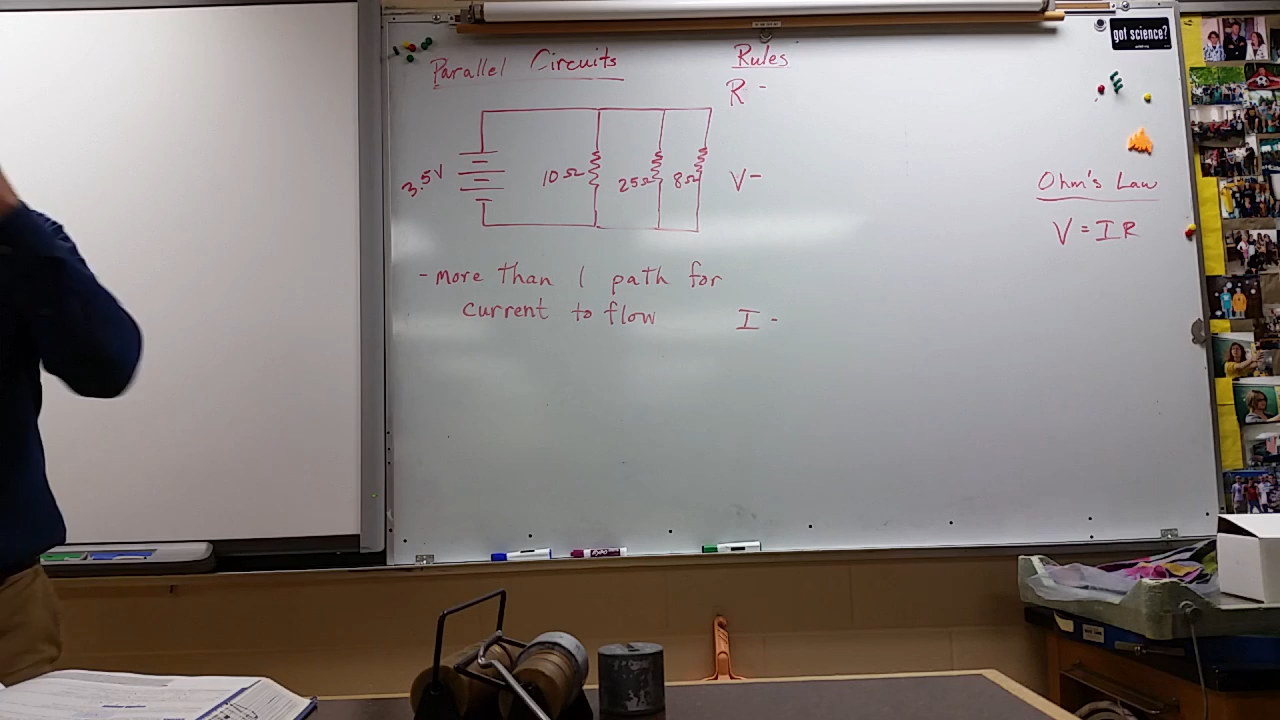 got science?
Parallel Circuits
Rules
R -
3.5V
10Ω
25Ω
8Ω
V-
Ohm's Law
V = IR
- more than 1 path for
current to flow
I -